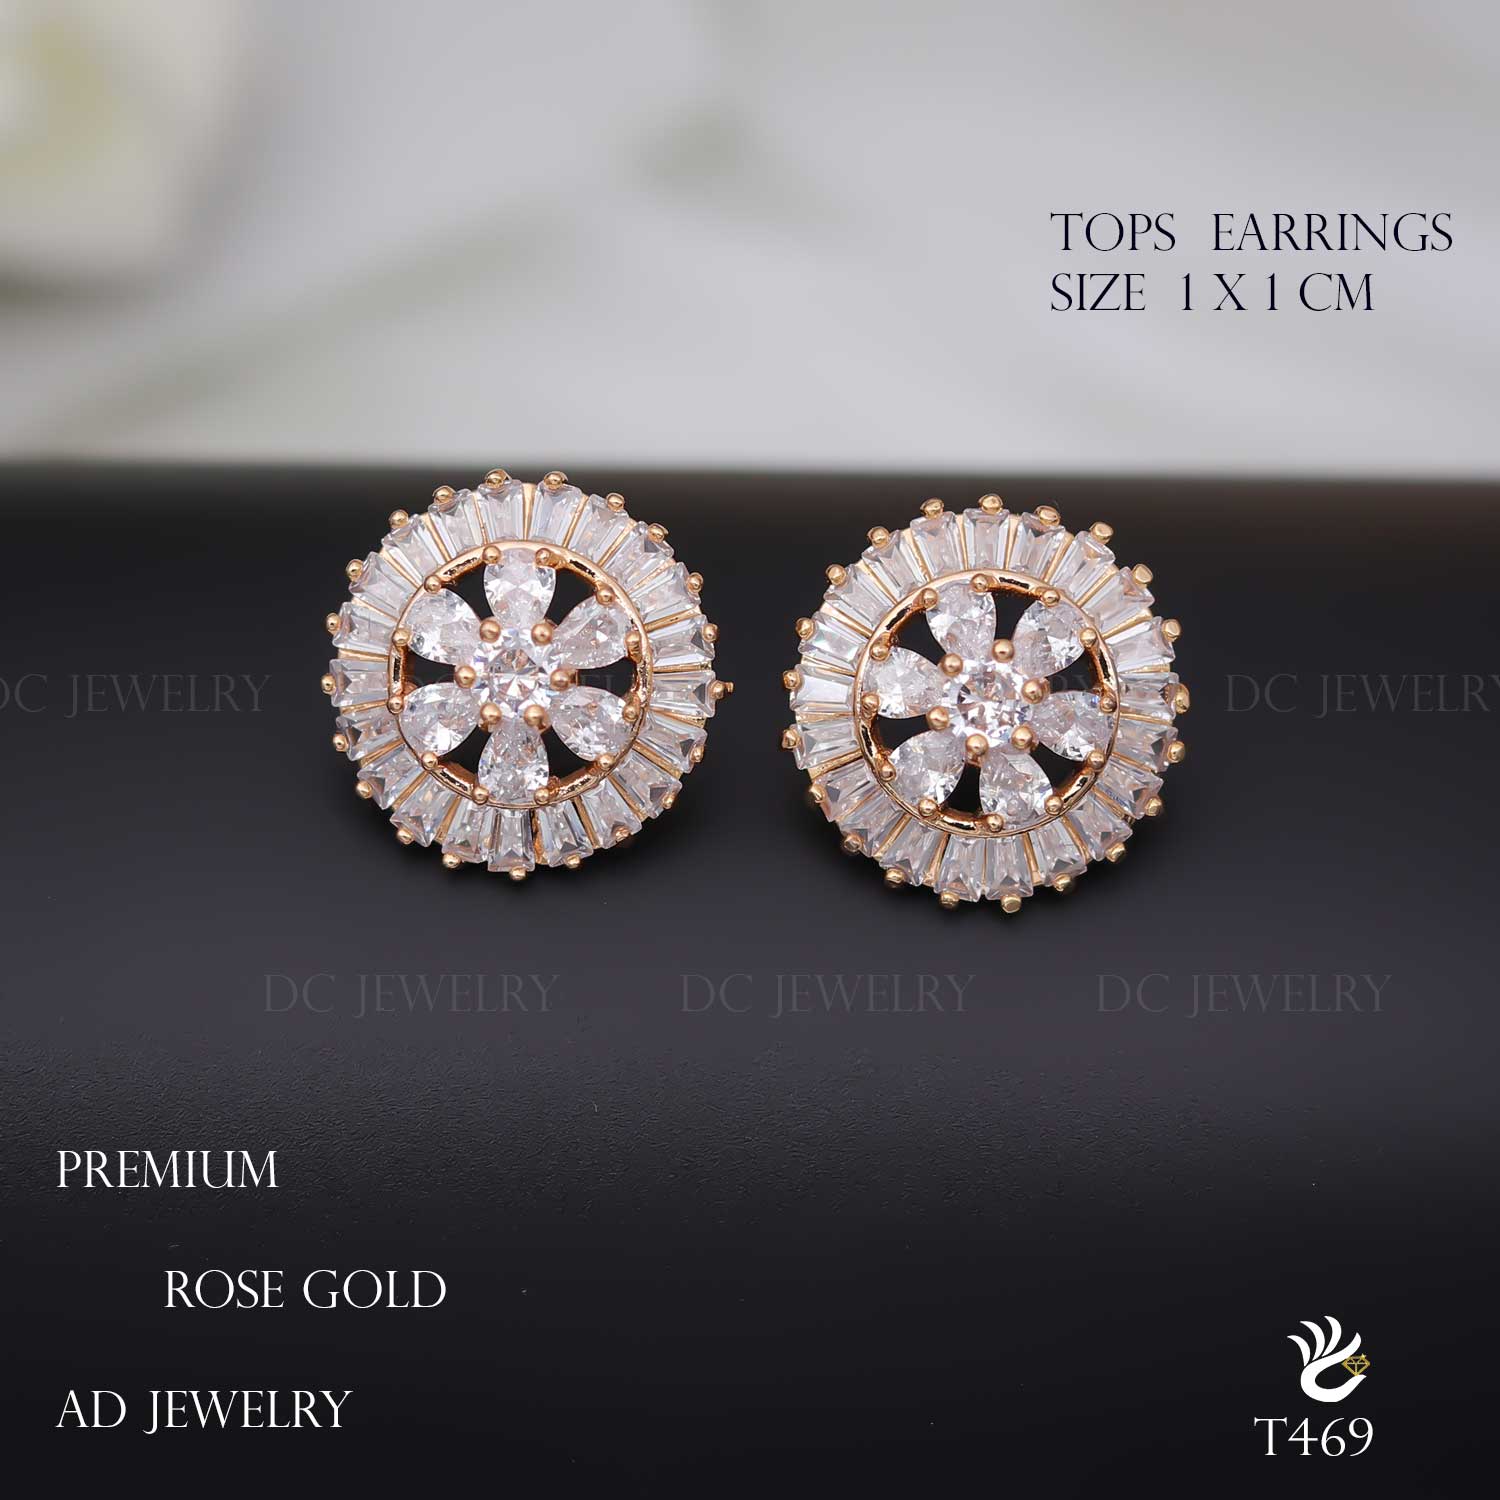 TOPS EARRINGS
SIZE 1 X 1 CM
DC JEWELRY DC JEWELRY
DC JEWELRY DC JEWELRY DC JEWELRY
PREMIUM
ROSE GOLD
AD JEWELRY
T469